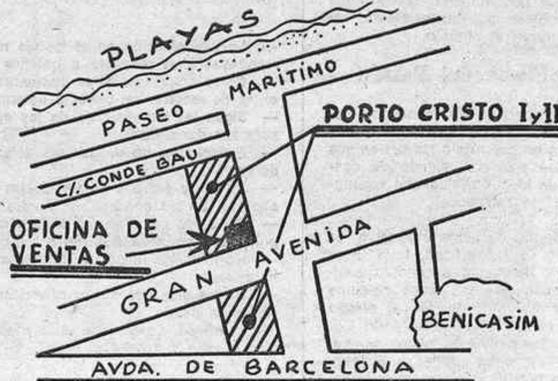 PLAYAS
PASEO MARITIMO
PORTO CRISTO I y II
C/. CONDE BAU
OFICINA DE
VENTAS
GRAN AVENIDA
BENICASIM
AVDA. DE BARCELONA